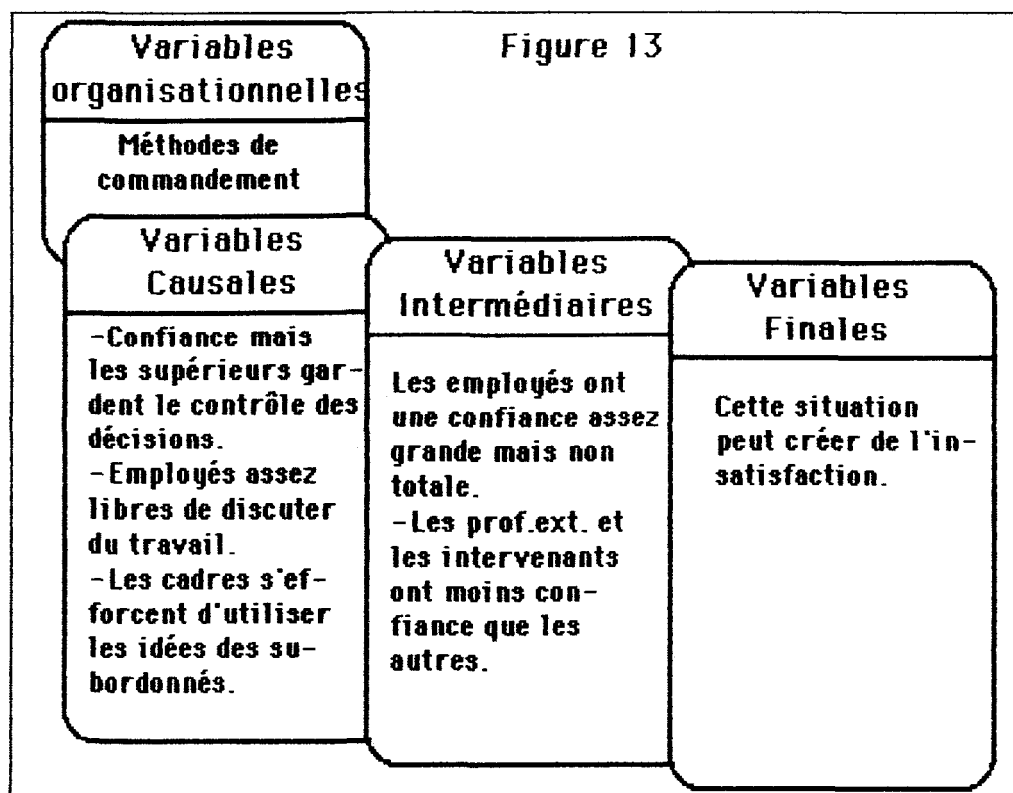 Figure 13
Variables
organisationnelles
Méthodes de
commandement
Variables
Causales
-Confiance mais
les supérieurs gar-
dent le contrôle des
décisions.
-Employés assez
libres de discuter
du travail.
-Les cadres s'ef-
forcent d'utiliser
les idées des su-
bordonnés.
Variables
Intermédiaires
Les employés ont
une confiance assez
grande mais non
totale.
-Les prof.ext. et
les intervenants
ont moins con-
fiance que les
autres.
Variables
Finales
Cette situation
peut créer de l'in-
satisfaction.